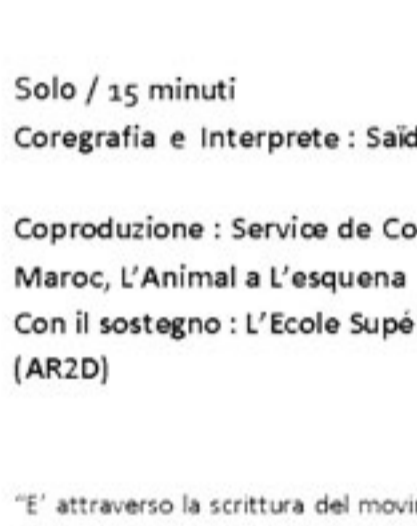 Solo / 15 minuti
Coregrafia e Interprete : Saïd
Coproduzione : Service de Co
Maroc, L'Animal a L'esquena
Con il sostegno : L'Ecole Supé
(AR2D)
"E' attraverso la scrittura del movi